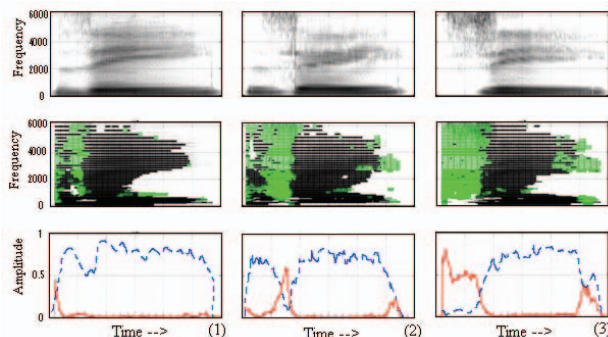 Frequency
6000
4000
2000
0
Frequency
6000
4000
2000
0
Amplitude
1
0.5
0
Time --> (1)
Time --> (2)
Time --> (3)